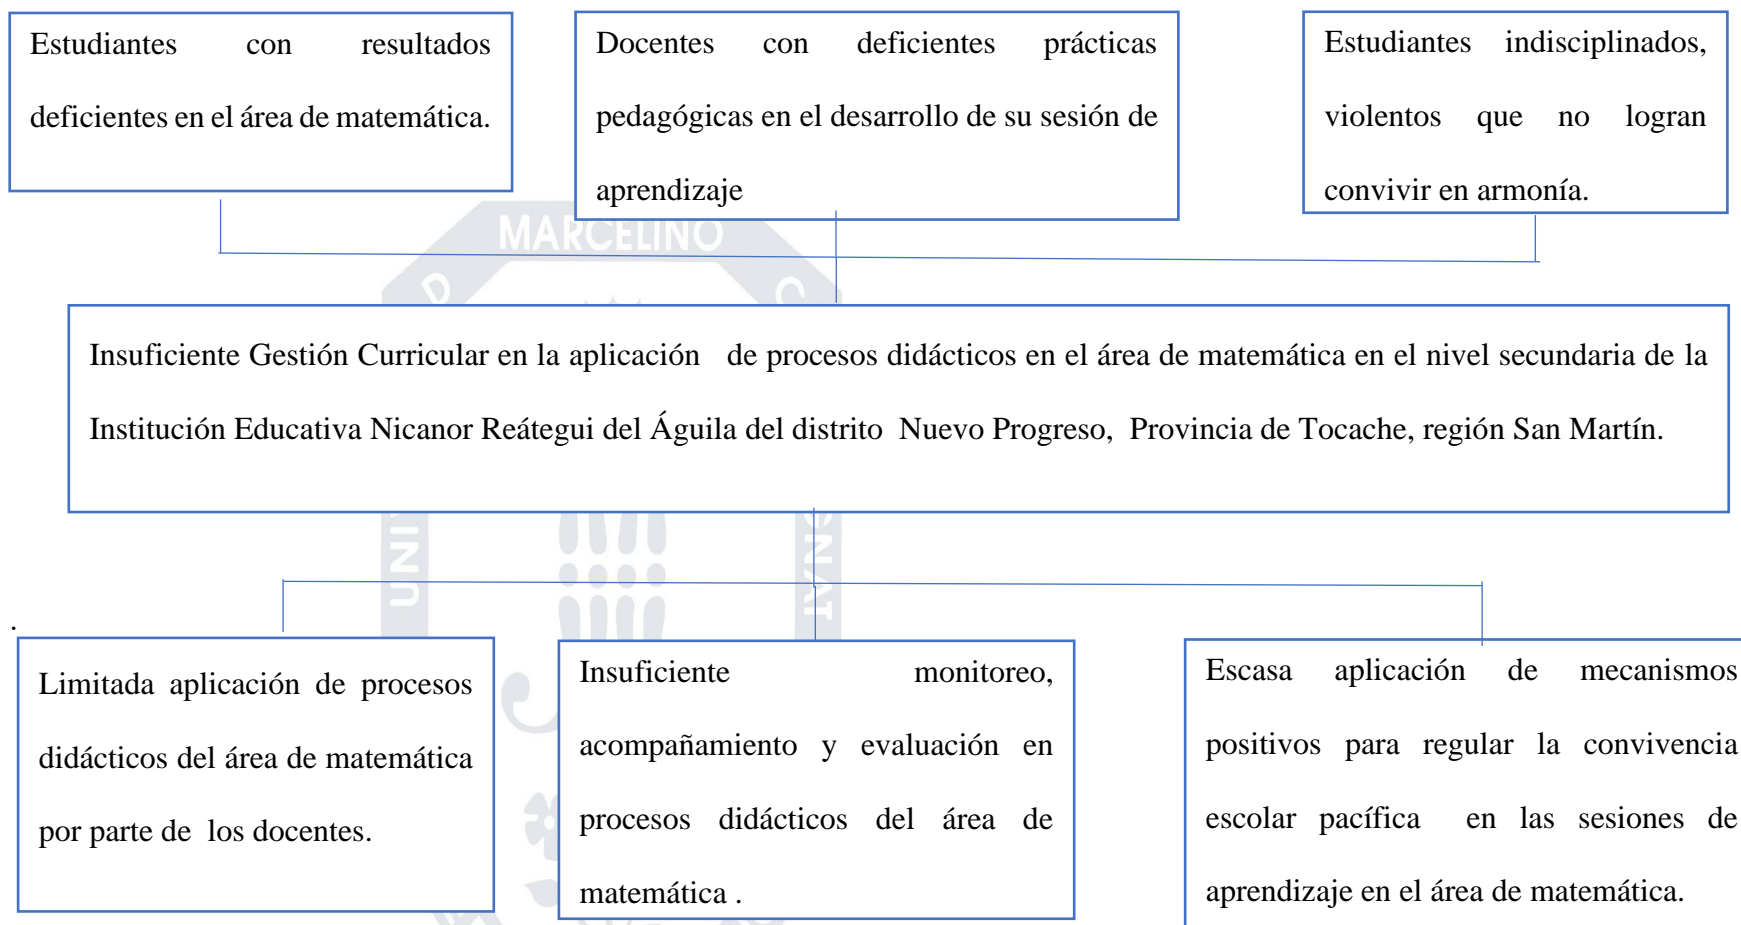 Estudiantes con resultados
deficientes en el área de matemática.
Docentes con deficientes prácticas
pedagógicas en el desarrollo de su sesión de
aprendizaje
Estudiantes indisciplinados,
violentos que no logran
convivir en armonía.
MARCELINO
Insuficiente Gestión Curricular en la aplicación de procesos didácticos en el área de matemática en el nivel secundaria de la
Institución Educativa Nicanor Reátegui del Águila del distrito Nuevo Progreso, Provincia de Tocache, región San Martín.
.
Limitada aplicación de procesos
didácticos del área de matemática
por parte de los docentes.
Insuficiente monitoreo,
acompañamiento y evaluación en
procesos didácticos del área de
matemática .
Escasa aplicación de mecanismos
positivos para regular la convivencia
escolar pacífica en las sesiones de
aprendizaje en el área de matemática.